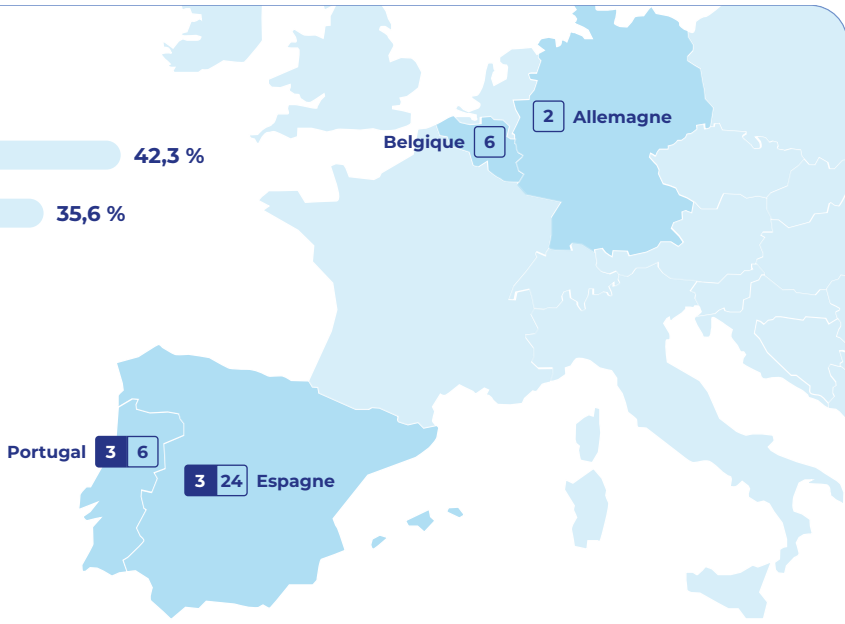 2 Allemagne
Belgique 6
42,3 %
35,6 %
Portugal 3 6
3 24 Espagne